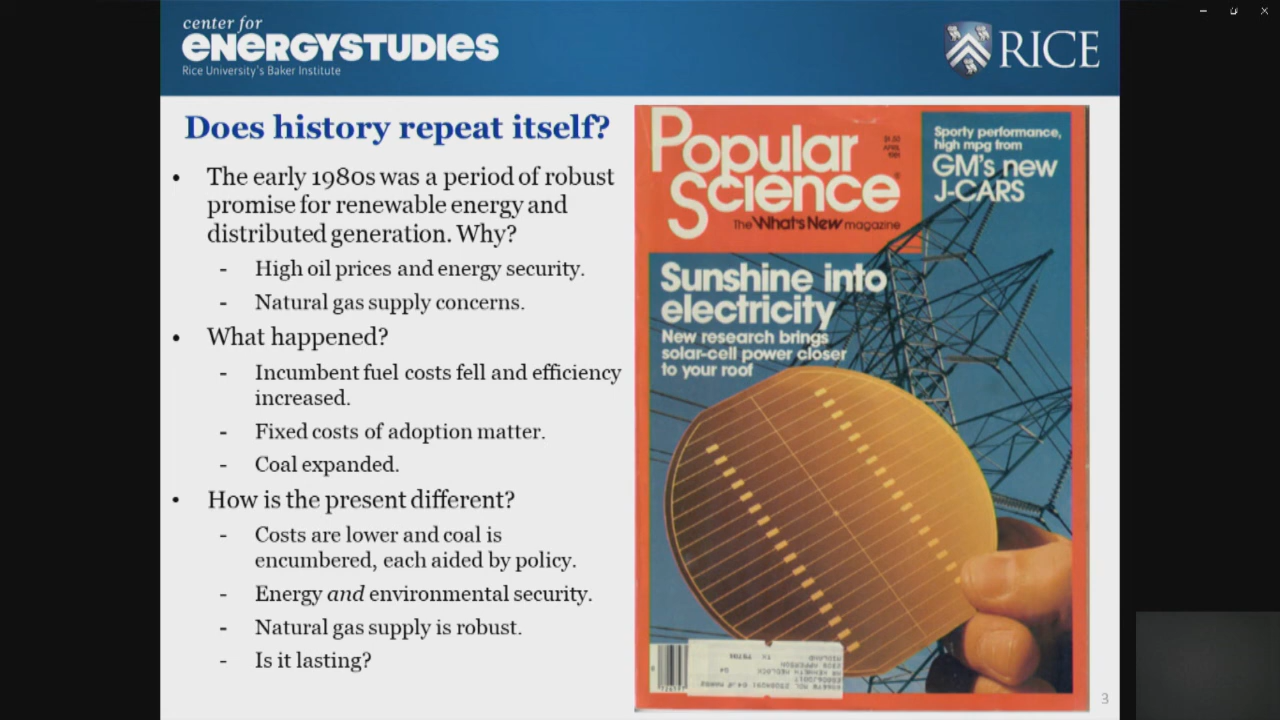 center for
ENERGYSTUDIES
Rice University's Baker Institute
RICE
Does history repeat itself?
• The early 1980s was a period of robust
promise for renewable energy and
distributed generation. Why?
- High oil prices and energy security.
- Natural gas supply concerns.
• What happened?
- Incumbent fuel costs fell and efficiency
increased.
- Fixed costs of adoption matter.
- Coal expanded.
• How is the present different?
- Costs are lower and coal is
encumbered, each aided by policy.
- Energy and environmental security.
- Natural gas supply is robust.
- Is it lasting?
Popular
Science
The What's New magazine
APRIL
1981
Sporty performance,
high mpg from
GM's new
J-CARS
Sunshine into
electricity
New research brings
solar-cell power closer
to your roof
3